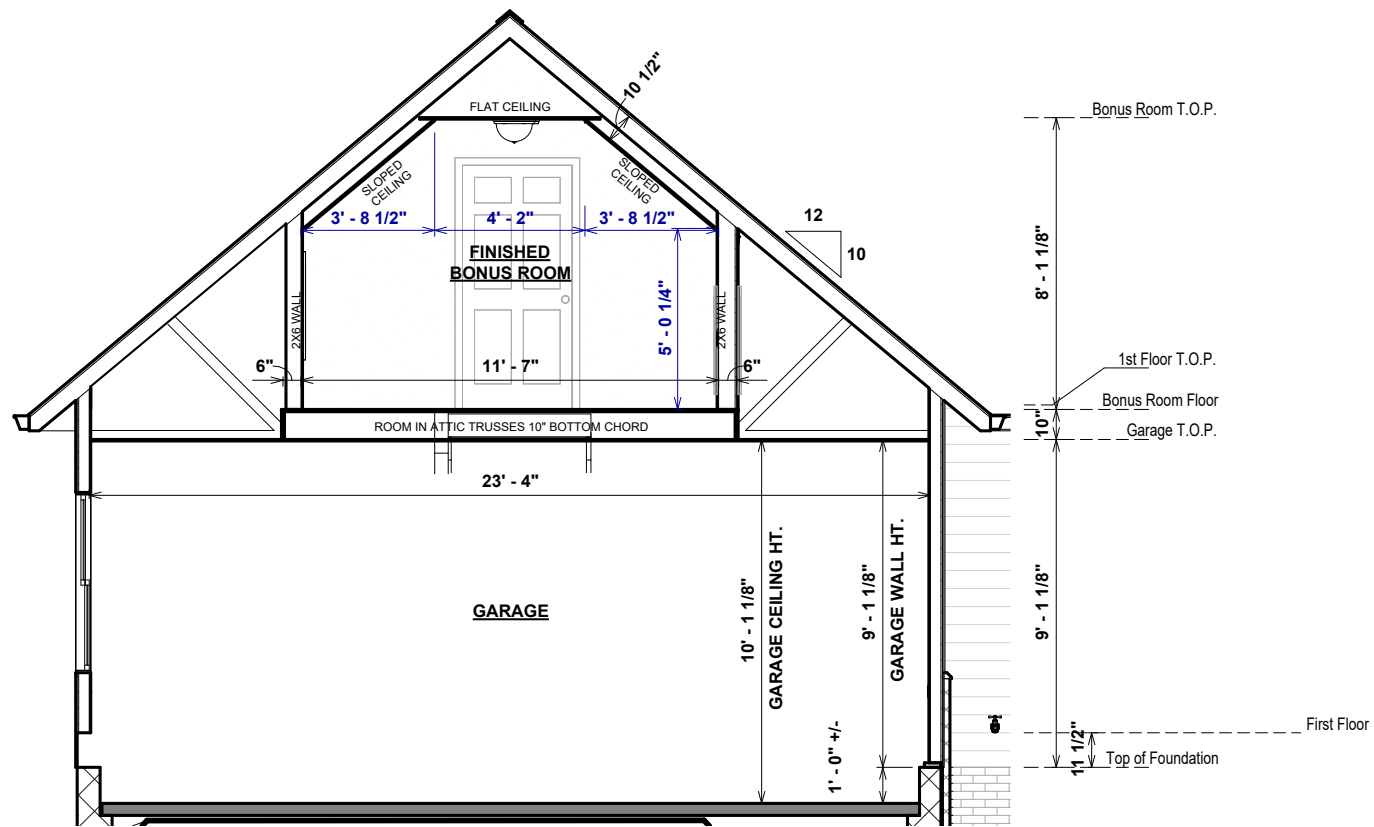 10 1/2"
FLAT CEILING
Bonus Room T.O.P.
SLOPED
CEILING
SLOPED
CEILING
3' - 8 1/2"
4' - 2"
3' - 8 1/2"
12
10
FINISHED
BONUS ROOM
8' - 1 1/8"
2X6 WALL
5' - 0 1/4"
2X6 WALL
6"
11' - 7"
6"
1st Floor T.O.P.
Bonus Room Floor
10"
ROOM IN ATTIC TRUSSES 10" BOTTOM CHORD
Garage T.O.P.
23' - 4"
GARAGE
10' - 1 1/8"
GARAGE CEILING HT.
9' - 1 1/8"
GARAGE WALL HT.
9' - 1 1/8"
1' - 0" +/-
First Floor
11 1/2"
Top of Foundation